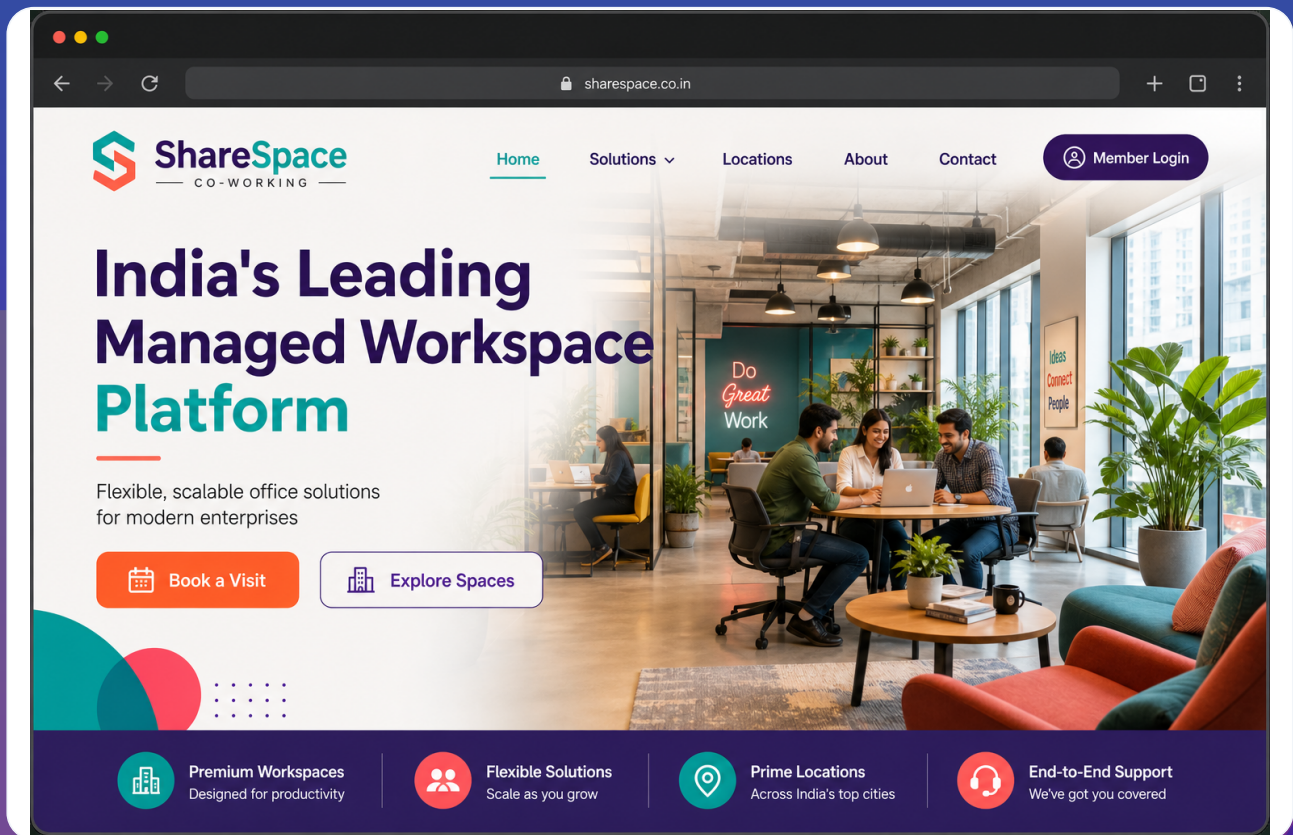 sharespace.co.in
ShareSpace
CO-WORKING
Home
Solutions
Locations
About
Contact
Member Login
India's Leading
Managed Workspace
Platform
Flexible, scalable office solutions
for modern enterprises
Book a Visit
Explore Spaces
Do
Great
Work
Ideas
Connect
People
Premium Workspaces
Designed for productivity
Flexible Solutions
Scale as you grow
Prime Locations
Across India's top cities
End-to-End Support
We've got you covered